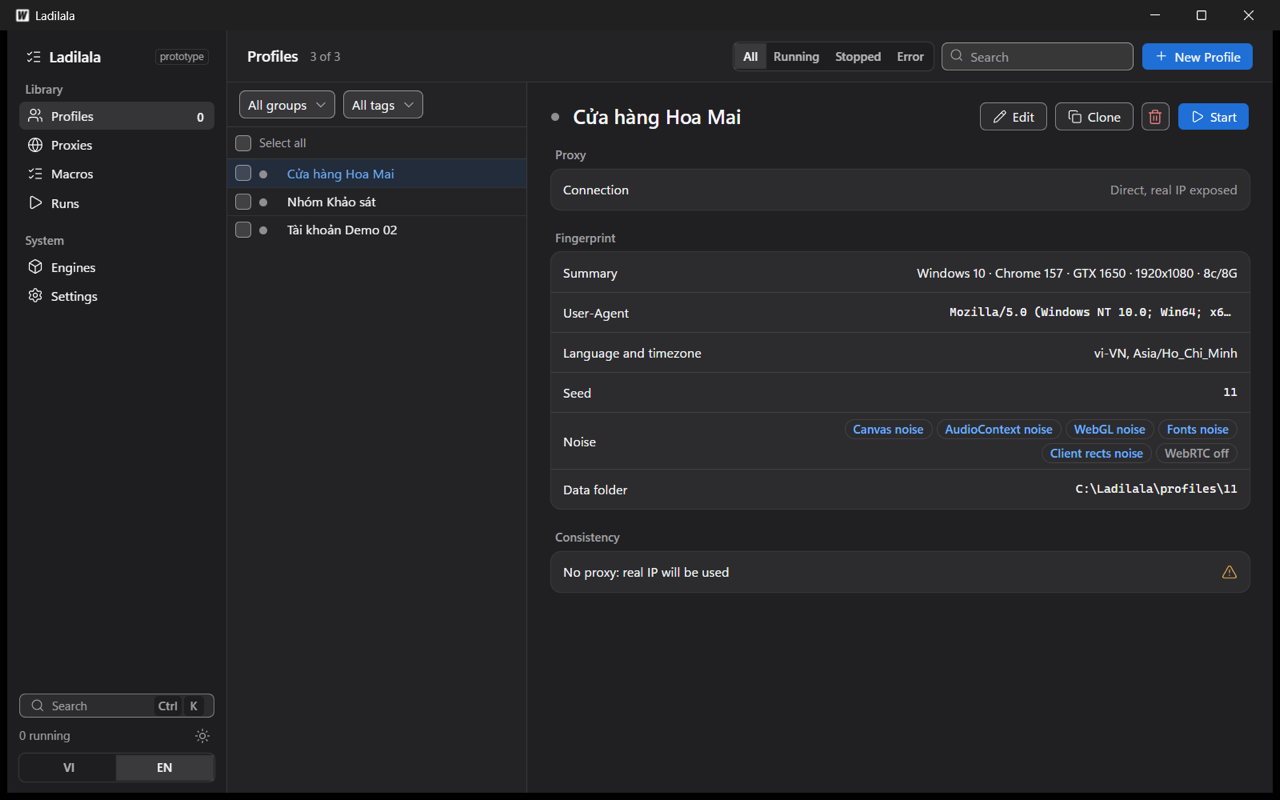 Ladilala
Ladilala prototype
Library
Profiles 0
Proxies
Macros
Runs
System
Engines
Settings
Search Ctrl K
0 running
VI EN
Profiles 3 of 3
All Running Stopped Error
Search
New Profile
All groups All tags
Select all
Cửa hàng Hoa Mai
Nhóm Khảo sát
Tài khoản Demo 02
Cửa hàng Hoa Mai
Edit Clone Start
Proxy
Connection Direct, real IP exposed
Fingerprint
Summary Windows 10 · Chrome 157 · GTX 1650 · 1920x1080 · 8c/8G
User-Agent Mozilla/5.0 (Windows NT 10.0; Win64; x6…
Language and timezone vi-VN, Asia/Ho_Chi_Minh
Seed 11
Noise Canvas noise AudioContext noise WebGL noise Fonts noise
Client rects noise WebRTC off
Data folder C:\Ladilala\profiles\11
Consistency
No proxy: real IP will be used